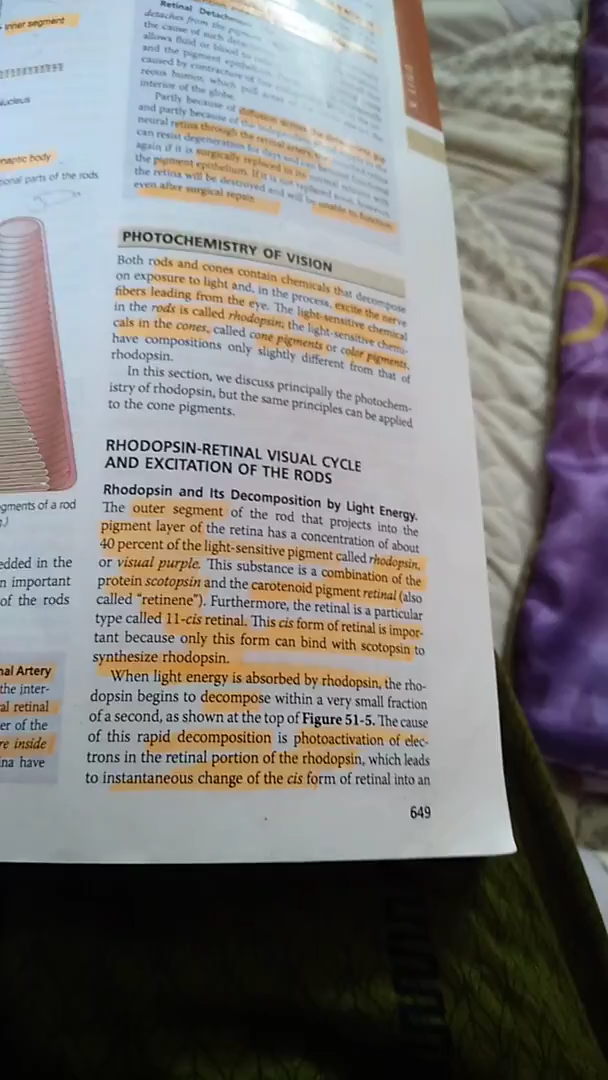 inner segment
Nucleus
naptic body
ional parts of the rods
gments of a rod
edded in the
n important
of the rods
nal Artery
the inter-
al retinal
er of the
re inside
ina have
Retinal Detachment
detaches from the pigment
the cause of such
allows fluid or blood to
and the pigment
caused by contracture of
reous humor, which pull
interior of the globe.
Partly because of diffusion across the
and partly because of the independent
neural retina through the retinal artery, the
can resist degeneration for days and can become functional
again if it is surgically replaced in its normal relation with
the pigment epithelium. If it is not replaced soon, however,
the retina will be destroyed and will be unable to function
even after surgical repair.
PHOTOCHEMISTRY OF VISION
Both rods and cones contain chemicals that decompose
on exposure to light and, in the process, excite the nerve
fibers leading from the eye. The light-sensitive chemical
in the rods is called rhodopsin; the light-sensitive chemi-
cals in the cones, called cone pigments or color pigments,
have compositions only slightly different from that of
rhodopsin.
In this section, we discuss principally the photochem-
istry of rhodopsin, but the same principles can be applied
to the cone pigments.
RHODOPSIN-RETINAL VISUAL CYCLE
AND EXCITATION OF THE RODS
Rhodopsin and Its Decomposition by Light Energy.
The outer segment of the rod that projects into the
pigment layer of the retina has a concentration of about
40 percent of the light-sensitive pigment called rhodopsin,
or visual purple. This substance is a combination of the
protein scotopsin and the carotenoid pigment retinal (also
called "retinene"). Furthermore, the retinal is a particular
type called 11-cis retinal. This cis form of retinal is impor-
tant because only this form can bind with scotopsin to
synthesize rhodopsin.
When light energy is absorbed by rhodopsin, the rho-
dopsin begins to decompose within a very small fraction
of a second, as shown at the top of Figure 51-5. The cause
of this rapid decomposition is photoactivation of elec-
trons in the retinal portion of the rhodopsin, which leads
to instantaneous change of the cis form of retinal into an
649